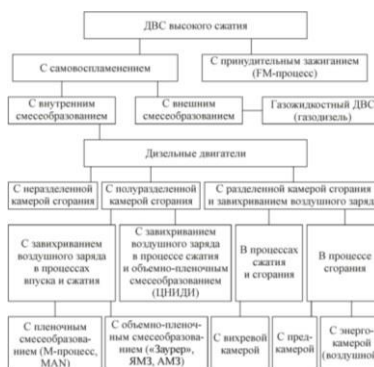 ДВС высокого сжатия
С самовоспламенением
С принудительным зажиганием
(FM-процесс)
С внутренним
смесеобразованием
С внешним
смесеобразованием
Газожидкостный ДВС
(газодизель)
Дизельные двигатели
С неразделенной
камерой сгорания
С полуразделенной
камерой сгорания
С разделенной камерой сгорания
и завихриванием воздушного заряда
С завихриванием
воздушного заряда
в процессах
впуска и сжатия
С завихриванием
воздушного заряда
в процессе сжатия
и объемно-пленочным
смесеобразованием
(ЦНИДИ)
В процессах
сжатия
и сгорания
В процессе
сгорания
С пленочным
смесеобразова-
нием (М-процесс,
MAN)
С объемно-пленоч-
ным смесеобразова-
нием («Заурер»,
ЯМЗ, АМЗ)
С вихревой
камерой
С пред-
камерой
С энерго-
камерой
(воздушной)